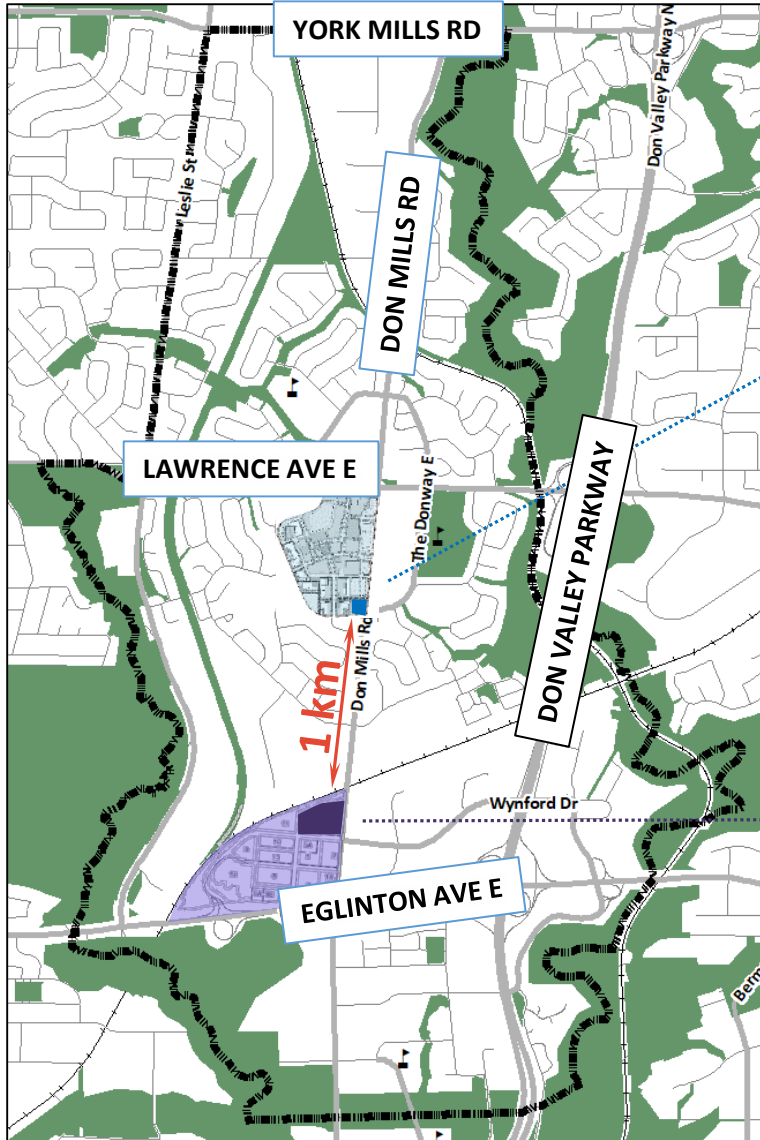 YORK MILLS RD
Don Valley Parkway N
Leslie St
DON MILLS RD
LAWRENCE AVE E
The Donway E
DON VALLEY PARKWAY
Don Mills Rd
1 km
Wynford Dr
EGLINTON AVE E
Berm